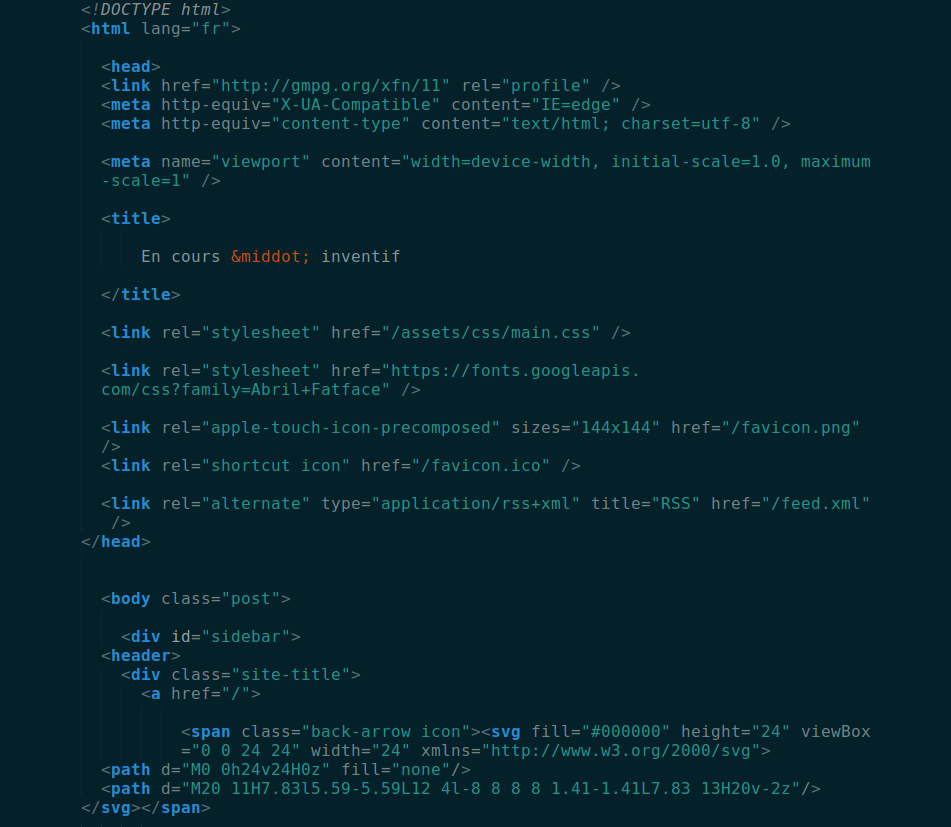 <!DOCTYPE html>
<html lang="fr">
<head>
<link href="http://gmpg.org/xfn/11" rel="profile" />
<meta http-equiv="X-UA-Compatible" content="IE=edge" />
<meta http-equiv="content-type" content="text/html; charset=utf-8" />
<meta name="viewport" content="width=device-width, initial-scale=1.0, maximum
-scale=1" />
<title>
En cours &middot; inventif
</title>
<link rel="stylesheet" href="/assets/css/main.css" />
<link rel="stylesheet" href="https://fonts.googleapis.
com/css?family=Abril+Fatface" />
<link rel="apple-touch-icon-precomposed" sizes="144x144" href="/favicon.png"
/>
<link rel="shortcut icon" href="/favicon.ico" />
<link rel="alternate" type="application/rss+xml" title="RSS" href="/feed.xml"
/>
</head>
<body class="post">
<div id="sidebar">
<header>
<div class="site-title">
<a href="/">
<span class="back-arrow icon"><svg fill="#000000" height="24" viewBox
="0 0 24 24" width="24" xmlns="http://www.w3.org/2000/svg">
<path d="M0 0h24v24H0z" fill="none"/>
<path d="M20 11H7.83l5.59-5.59L12 4l-8 8 8 8 1.41-1.41L7.83 13H20v-2z"/>
</svg></span>